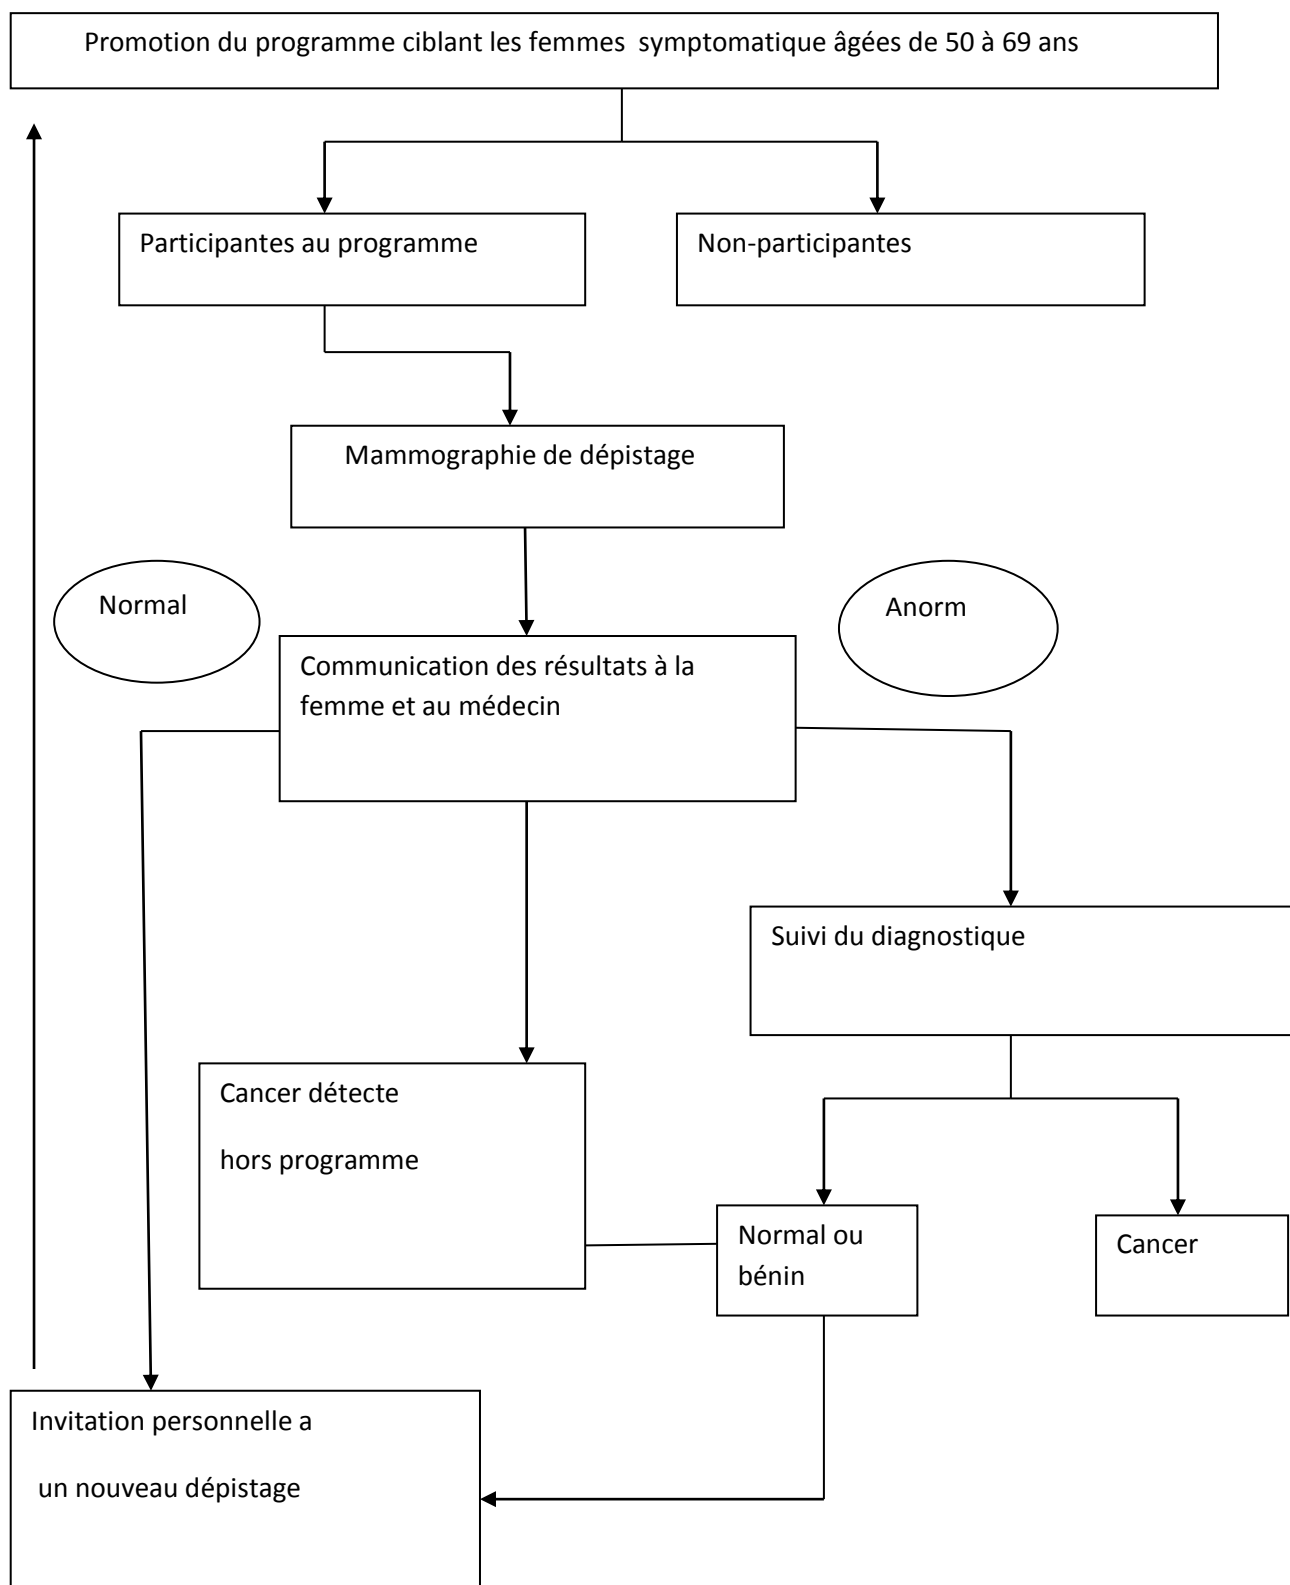 Promotion du programme ciblant les femmes symptomatique âgées de 50 à 69 ans
Participantes au programme
Non-participantes
Mammographie de dépistage
Normal
Anorm
Communication des résultats à la
femme et au médecin
Suivi du diagnostique
Cancer détecte
hors programme
Normal ou
bénin
Cancer
Invitation personnelle a
un nouveau dépistage